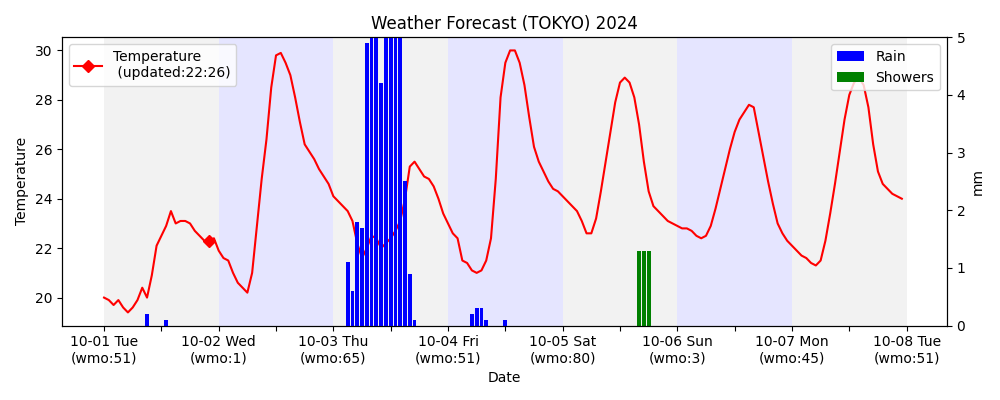 Weather Forecast (TOKYO) 2024
Temperature
(updated:22:26)
Rain
Showers
30
28
26
24
22
20
Temperature
5
4
3
2
1
0
mm
10-01 Tue
(wmo:51)
10-02 Wed
(wmo:1)
10-03 Thu
(wmo:65)
10-04 Fri
(wmo:51)
10-05 Sat
(wmo:80)
10-06 Sun
(wmo:3)
10-07 Mon
(wmo:45)
10-08 Tue
(wmo:51)
Date